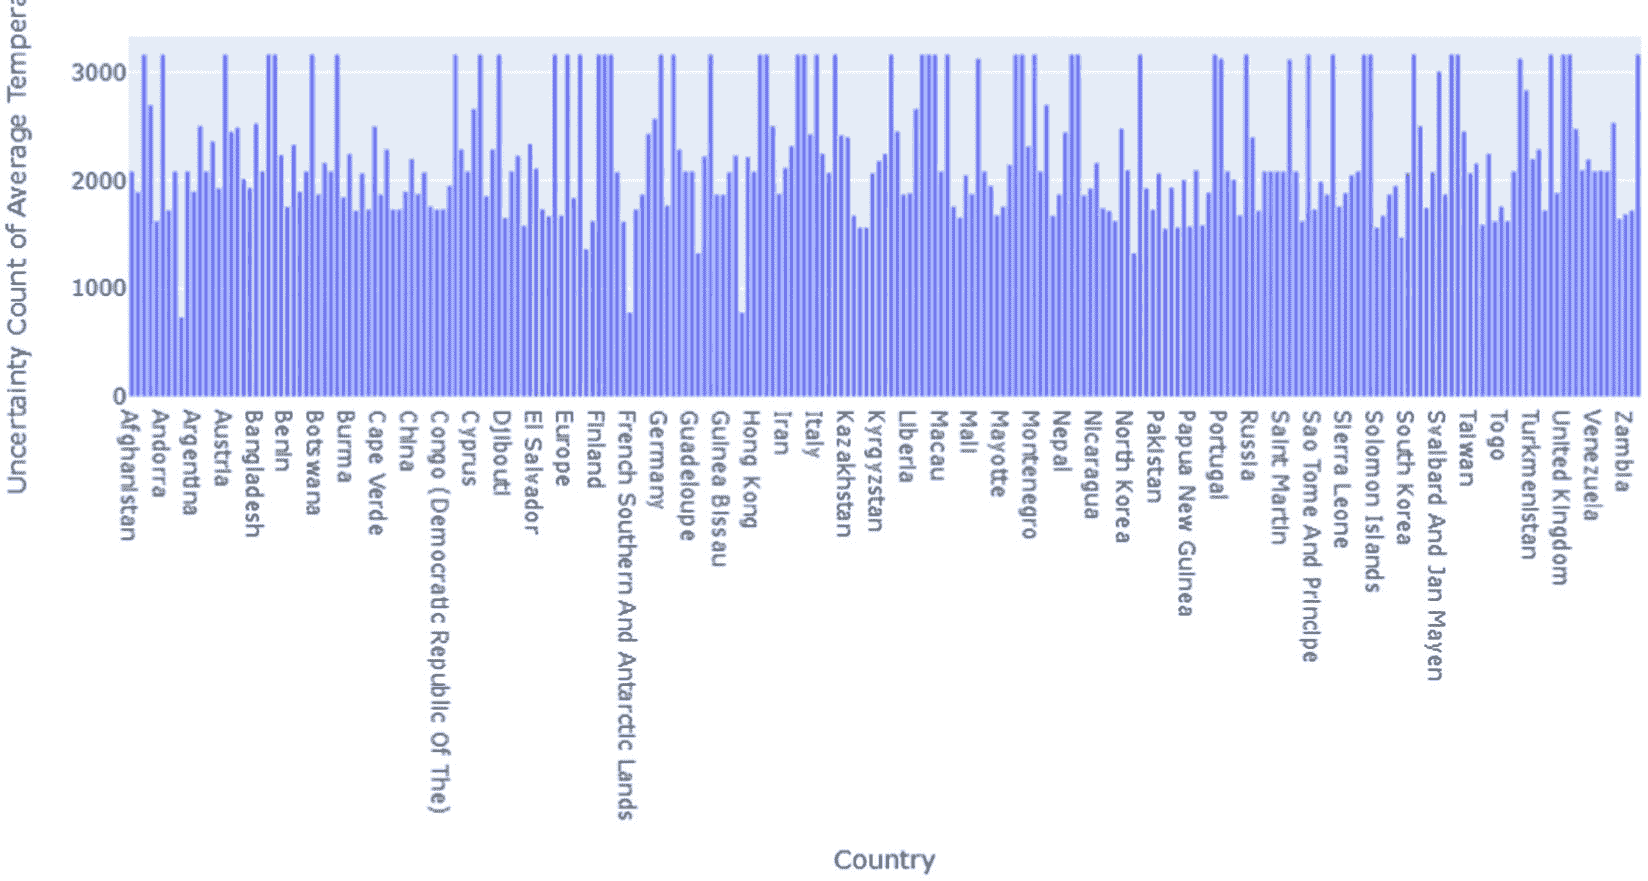 Uncertainty Count of Average Tempera
3000
2000
1000
0
Afghanistan
Andorra
Argentina
Austria
Bangladesh
Benin
Botswana
Burma
Cape Verde
China
Congo (Democratic Republic Of The)
Cyprus
Djibouti
El Salvador
Europe
Finland
French Southern And Antarctic Lands
Germany
Guadeloupe
Guinea Bissau
Hong Kong
Iran
Italy
Kazakhstan
Kyrgyzstan
Liberia
Macau
Mali
Mayotte
Montenegro
Nepal
Nicaragua
North Korea
Pakistan
Papua New Guinea
Portugal
Russia
Saint Martin
Sao Tome And Principe
Sierra Leone
Solomon Islands
South Korea
Svalbard And Jan Mayen
Taiwan
Togo
Turkmenistan
United Kingdom
Venezuela
Zambia
Country